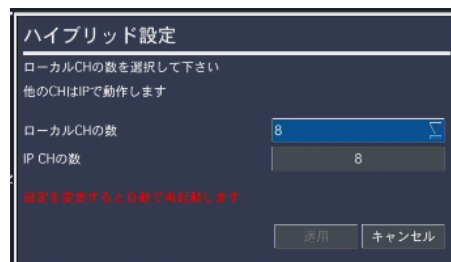 ハイブリッド設定
ローカルCHの数を選択して下さい
他のCHはIPで動作します
ローカルCHの数 8
IP CHの数 8
設定を変更すると自動で再起動します.
適用 キャンセル